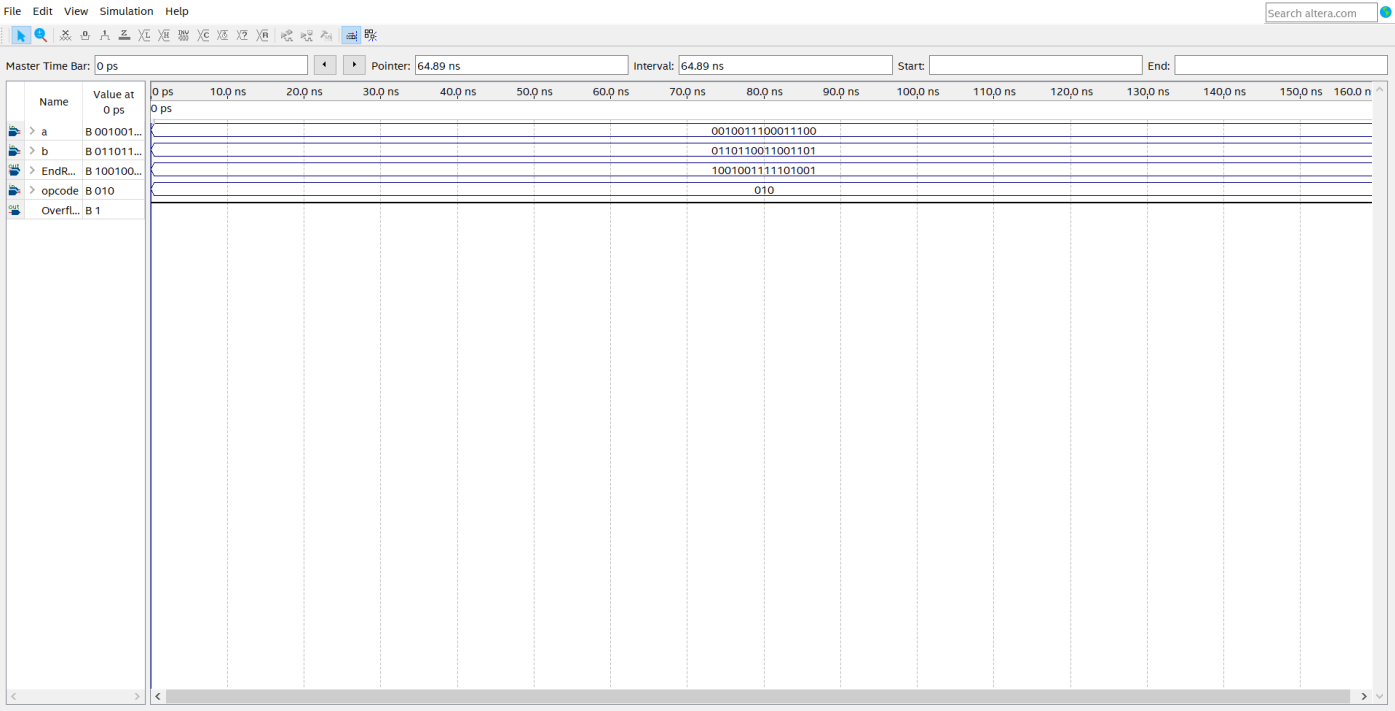 File Edit View Simulation Help
Search altera.com
Master Time Bar: 0 ps Pointer: 64.89 ns Interval: 64.89 ns Start: End:
Name Value at 0 ps
0 ps 10.0 ns 20.0 ns 30.0 ns 40.0 ns 50.0 ns 60.0 ns 70.0 ns 80.0 ns 90.0 ns 100.0 ns 110.0 ns 120.0 ns 130.0 ns 140.0 ns 150.0 ns 160.0 n
0 ps
a B 001001... 0010011100011100
b B 011011... 0110110011001101
EndR... B 100100... 1001001111101001
opcode B 010 010
Overfl... B 1